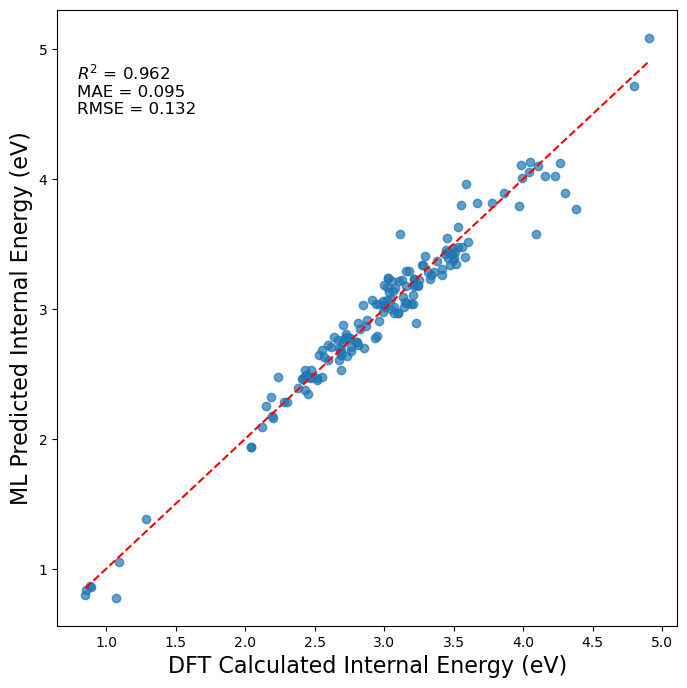 5
R² = 0.962
MAE = 0.095
RMSE = 0.132
4
3
2
1
ML Predicted Internal Energy (eV)
1.0 1.5 2.0 2.5 3.0 3.5 4.0 4.5 5.0
DFT Calculated Internal Energy (eV)